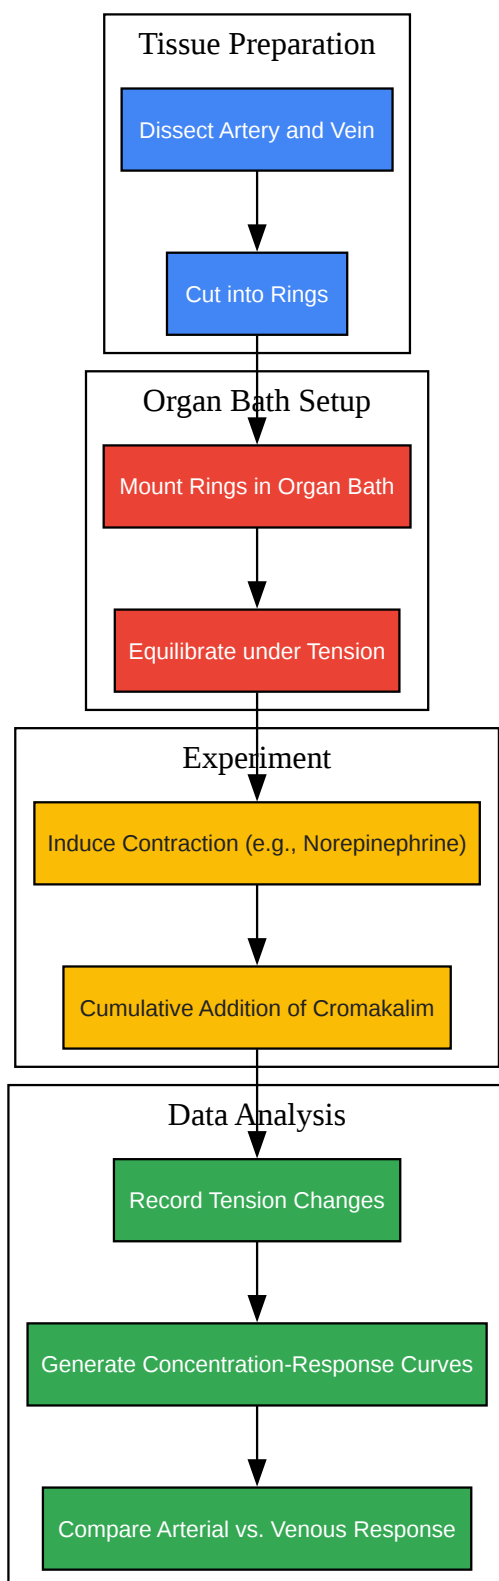 Tissue Preparation
Dissect Artery and Vein
Cut into Rings
Organ Bath Setup
Mount Rings in Organ Bath
Equilibrate under Tension
Experiment
Induce Contraction (e.g., Norepinephrine)
Cumulative Addition of Cromakalim
Data Analysis
Record Tension Changes
Generate Concentration-Response Curves
Compare Arterial vs. Venous Response